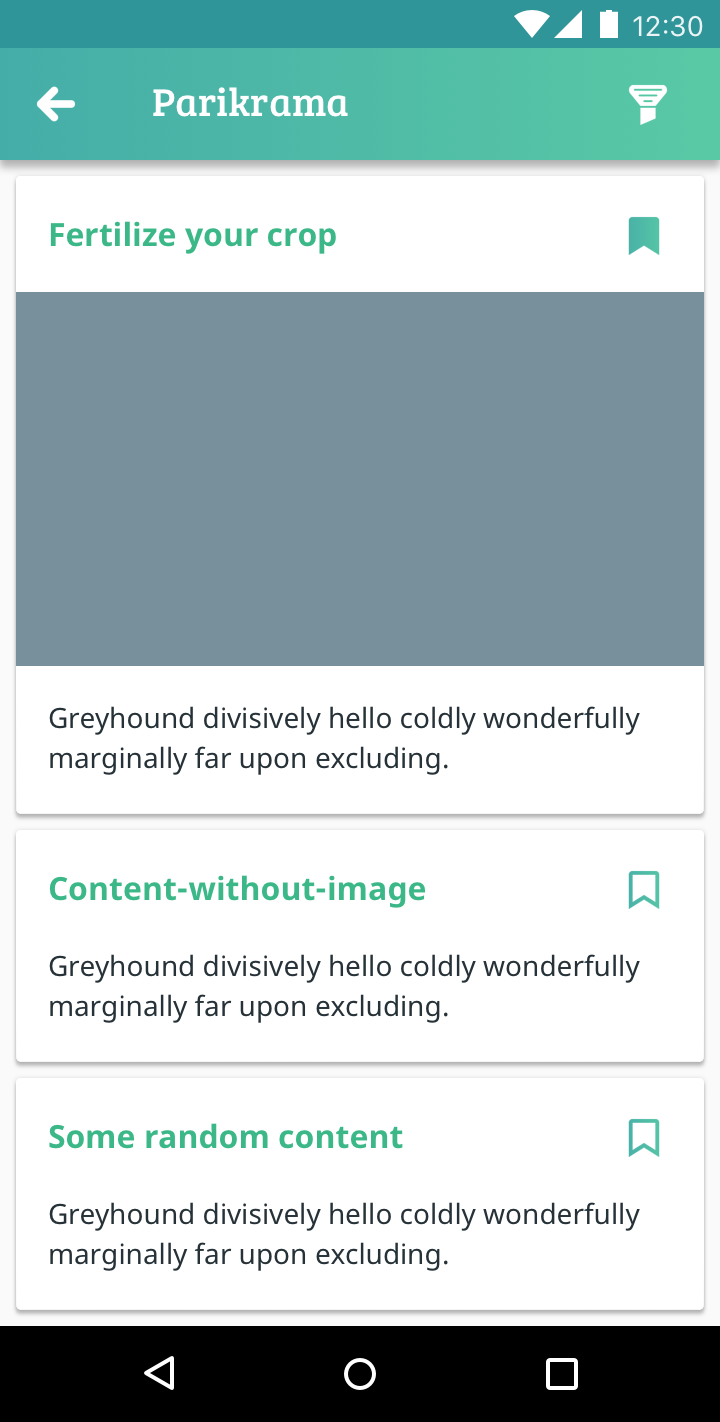 12:30
Parikrama
Fertilize your crop
Greyhound divisively hello coldly wonderfully
marginally far upon excluding.
Content-without-image
Greyhound divisively hello coldly wonderfully
marginally far upon excluding.
Some random content
Greyhound divisively hello coldly wonderfully
marginally far upon excluding.